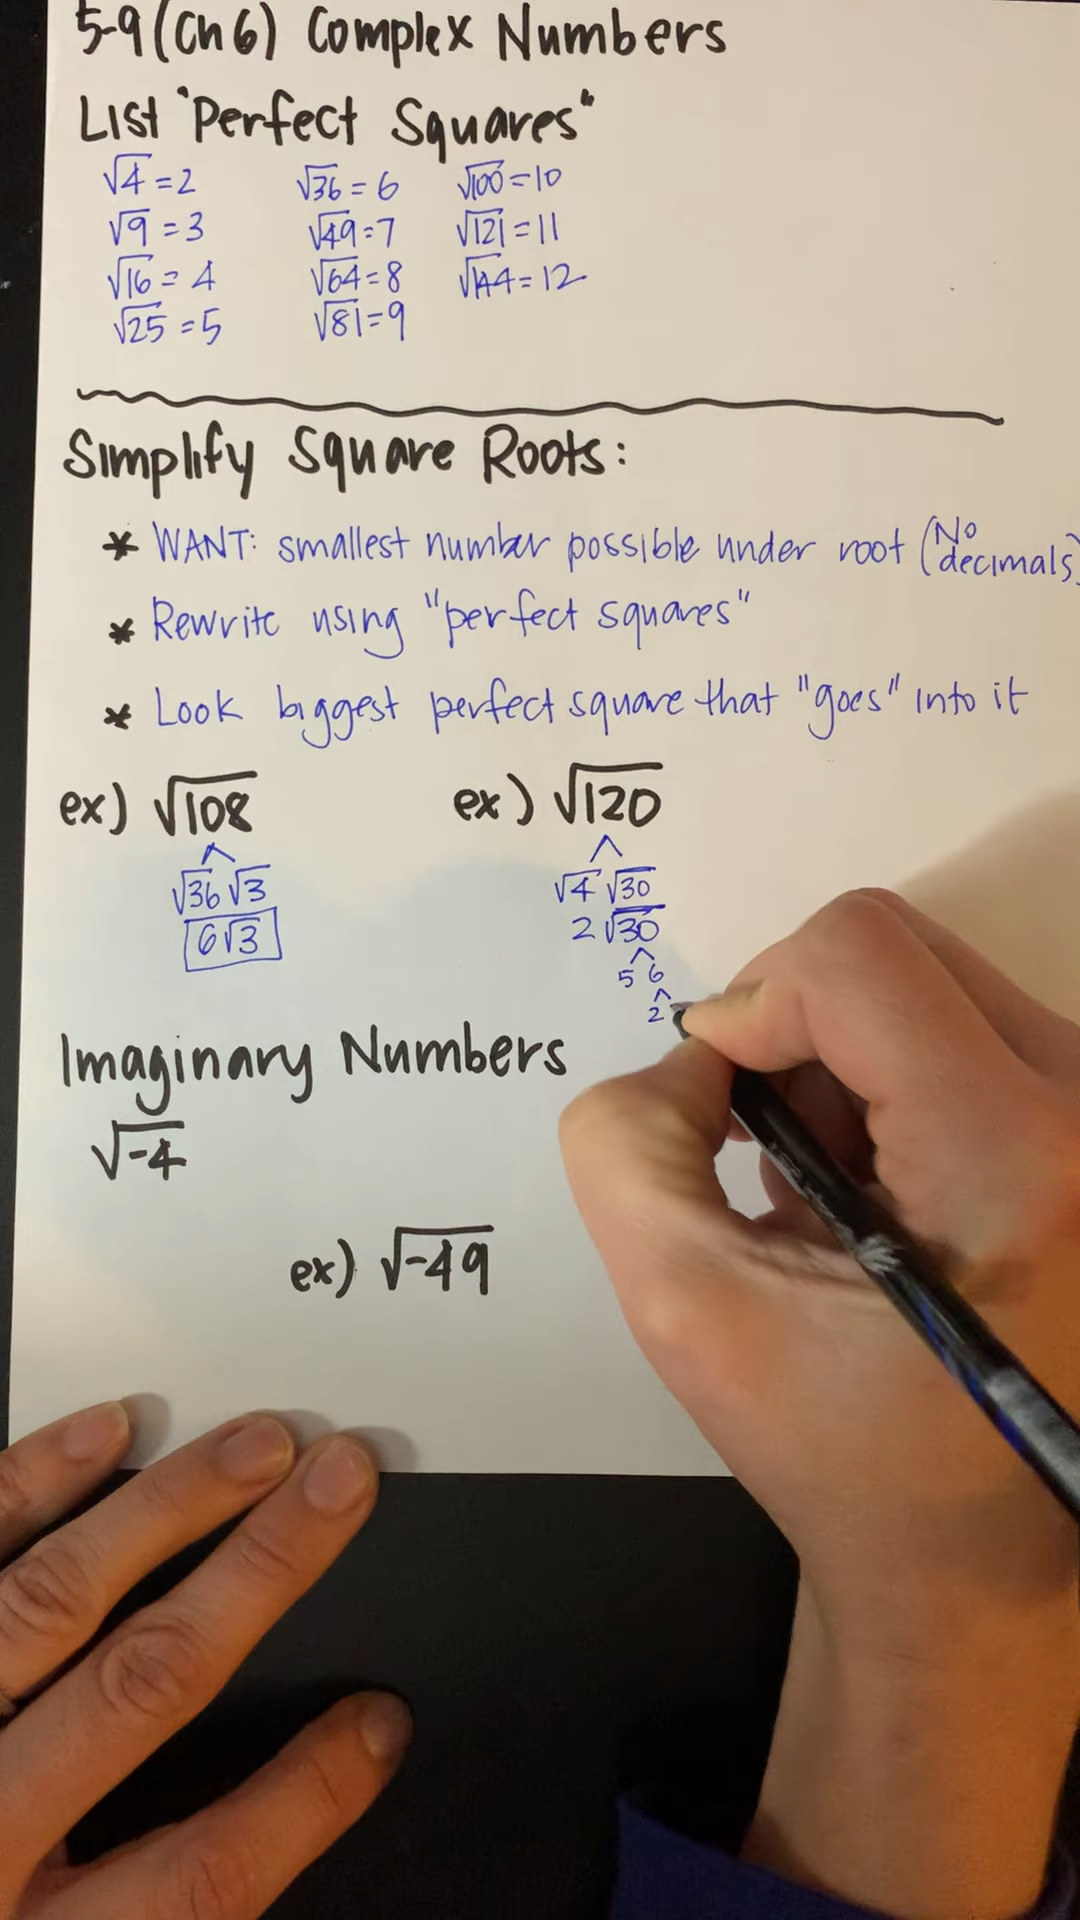 5-9 (Ch 6) Complex Numbers
List "Perfect Squares"
√4 = 2 √36 = 6 √100 = 10
√9 = 3 √49 = 7 √121 = 11
√16 = 4 √64 = 8 √144 = 12
√25 = 5 √81 = 9
Simplify Square Roots:
* WANT: smallest number possible under root (No decimals)
* Rewrite using "perfect squares"
* Look biggest perfect square that "goes" into it
ex) √108 ex) √120
√36 √3 √4 √30
6√3 2√30
5 6
2
Imaginary Numbers
√-4
ex) √-49